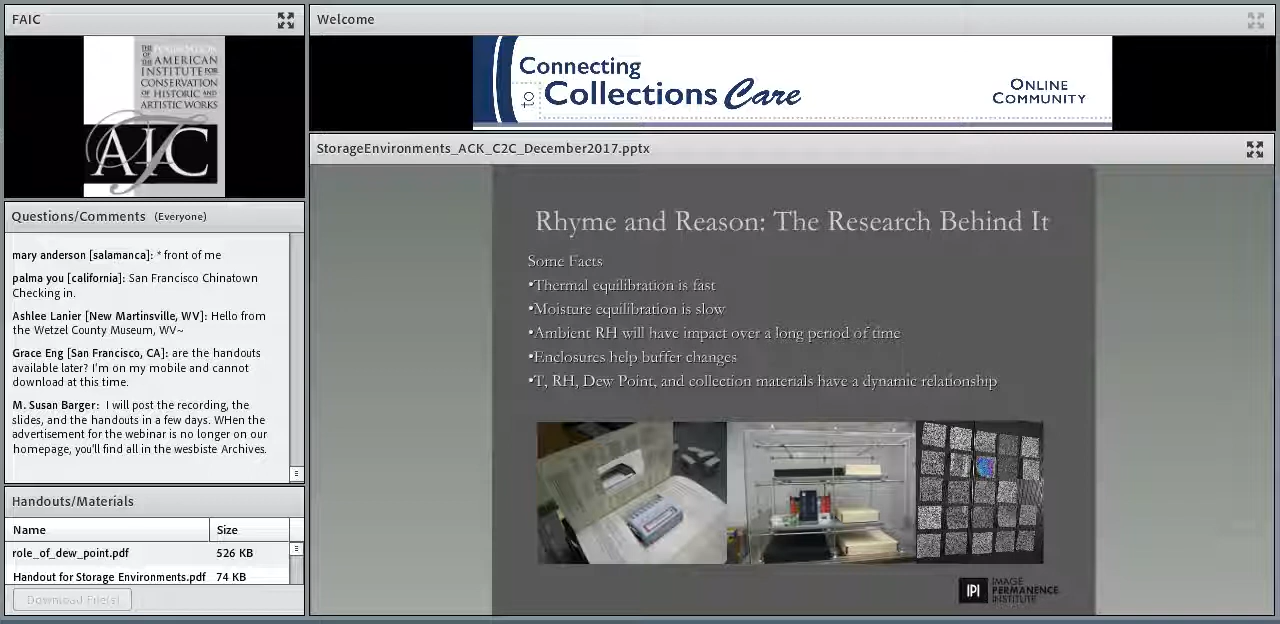 FAIC
THE
FOUNDATION
OF THE
AMERICAN
INSTITUTE FOR
CONSERVATION
OF HISTORIC AND
ARTISTIC WORKS
AIC
Questions/Comments (Everyone)
mary anderson [salamanca]: * front of me
palma you [california]: San Francisco Chinatown
Checking in.
Ashlee Lanier [New Martinsville, WV]: Hello from
the Wetzel County Museum, WV~
Grace Eng [San Francisco, CA]: are the handouts
available later? I'm on my mobile and cannot
download at this time.
M. Susan Barger: I will post the recording, the
slides, and the handouts in a few days. WHen the
advertisement for the webinar is no longer on our
homepage, you'll find all in the wesbiste Archives.
Handouts/Materials
Name Size
role_of_dew_point.pdf 526 KB
Handout for Storage Environments.pdf 74 KB
Download File(s)
Welcome
Connecting
to Collections Care
ONLINE
COMMUNITY
StorageEnvironments_ACK_C2C_December2017.pptx
Rhyme and Reason: The Research Behind It
Some Facts
•Thermal equilibration is fast
•Moisture equilibration is slow
•Ambient RH will have impact over a long period of time
•Enclosures help buffer changes
•T, RH, Dew Point, and collection materials have a dynamic relationship
IPI
IMAGE
PERMANENCE
INSTITUTE